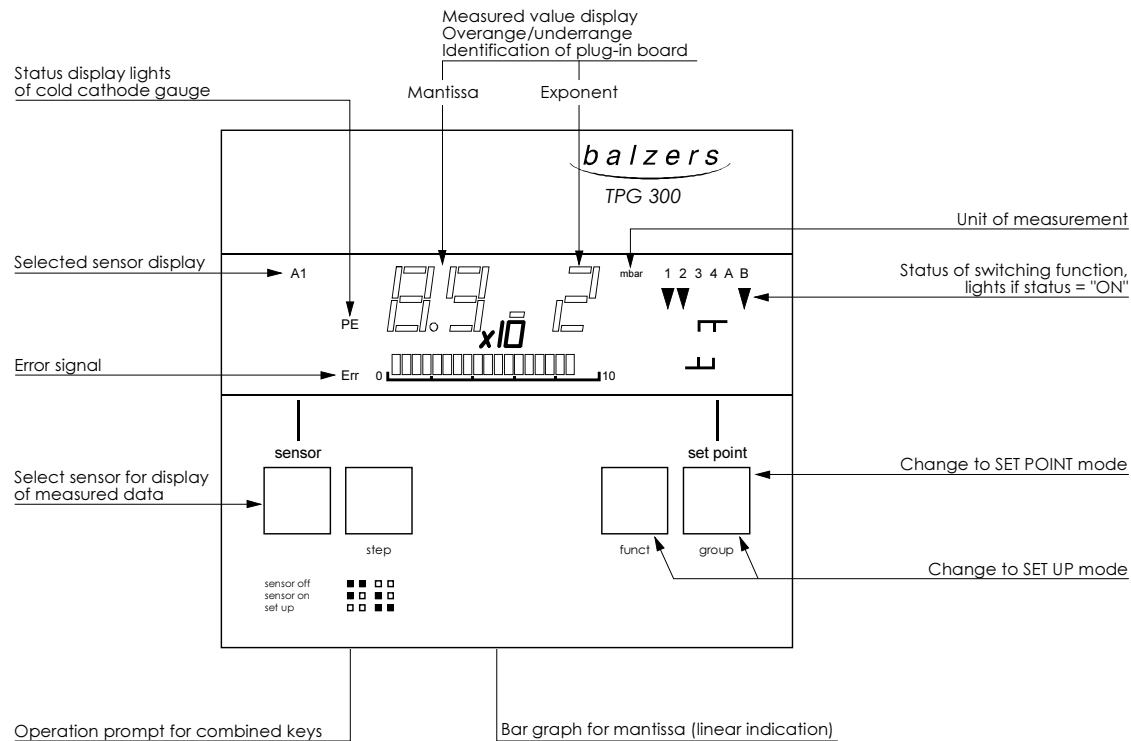 Measured value display
Overange/underrange
Identification of plug-in board
Status display lights
of cold cathode gauge
Mantissa
Exponent
balzers
TPG 300
Unit of measurement
Selected sensor display
A1
8.9 - 2
mbar
1 2 3 4 A B
Status of switching function,
lights if status = "ON"
PE
x10
Error signal
Err
0
10
sensor
set point
Select sensor for display
of measured data
Change to SET POINT mode
step
funct
group
Change to SET UP mode
sensor off
sensor on
set up
Operation prompt for combined keys
Bar graph for mantissa (linear indication)